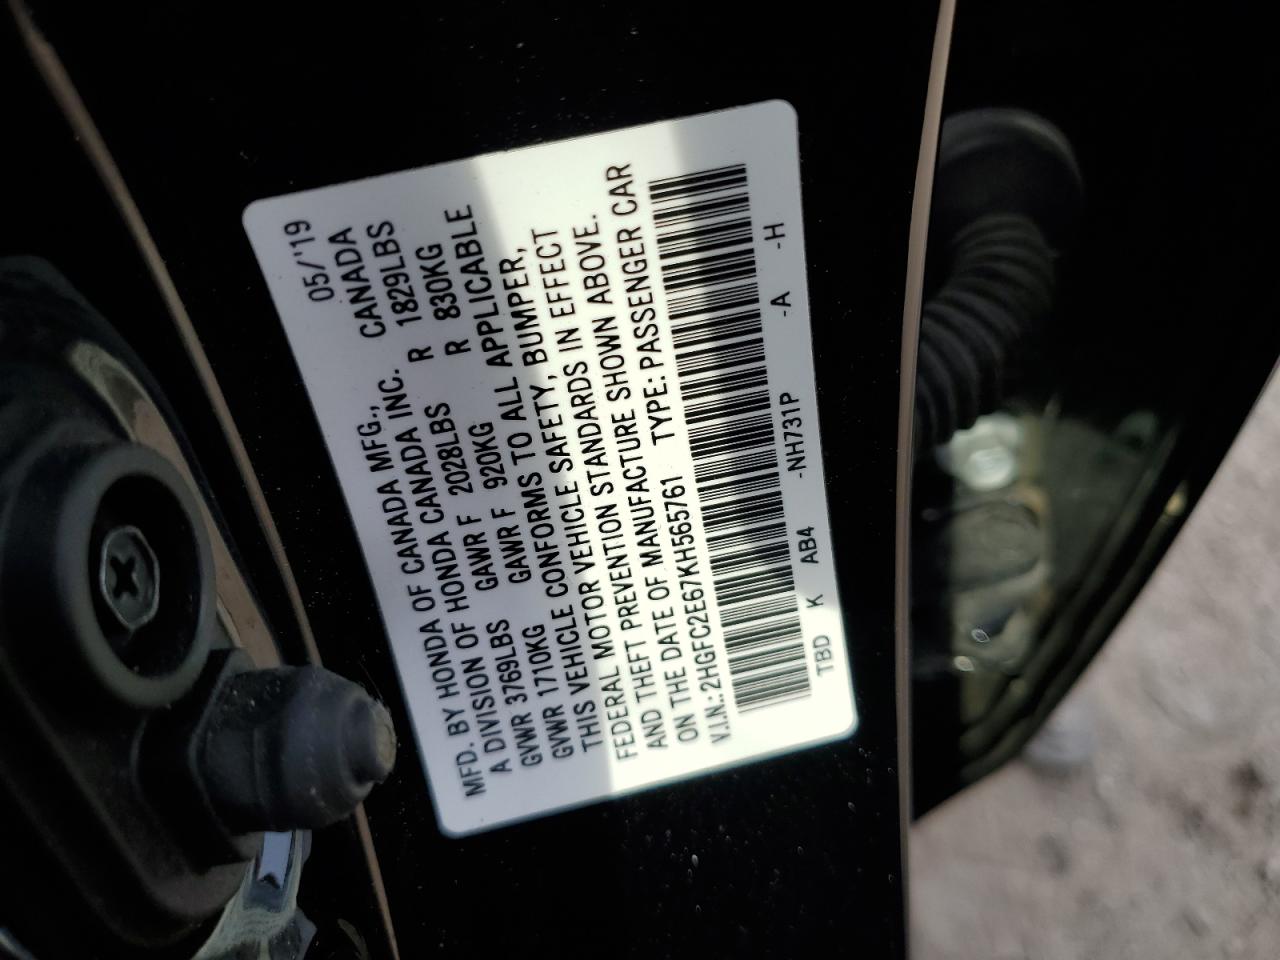 MFD. BY HONDA OF CANADA MFG., 05/'19
A DIVISION OF HONDA CANADA INC. CANADA
GVWR 3769LBS GAWR F 2028LBS R 1829LBS
GVWR 1710KG GAWR F 920KG R 830KG
THIS VEHICLE CONFORMS TO ALL APPLICABLE
FEDERAL MOTOR VEHICLE SAFETY, BUMPER,
AND THEFT PREVENTION STANDARDS IN EFFECT
ON THE DATE OF MANUFACTURE SHOWN ABOVE.
V.I.N.:2HGFC2E67KH565761 TYPE: PASSENGER CAR
TBD K AB4 -NH731P -A -H